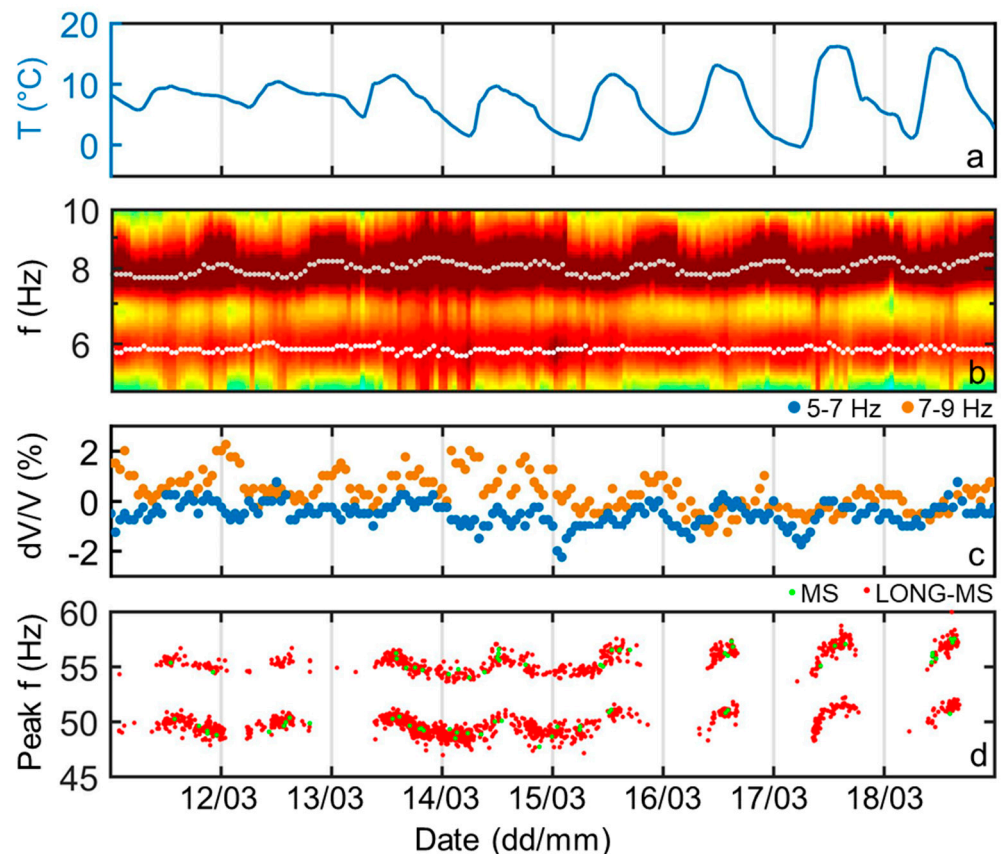 20
10
0
T (°C)
a
10
8
6
f (Hz)
b
5-7 Hz 7-9 Hz
2
0
-2
dV/V (%)
c
MS LONG-MS
60
55
50
45
Peak f (Hz)
d
12/03 13/03 14/03 15/03 16/03 17/03 18/03
Date (dd/mm)